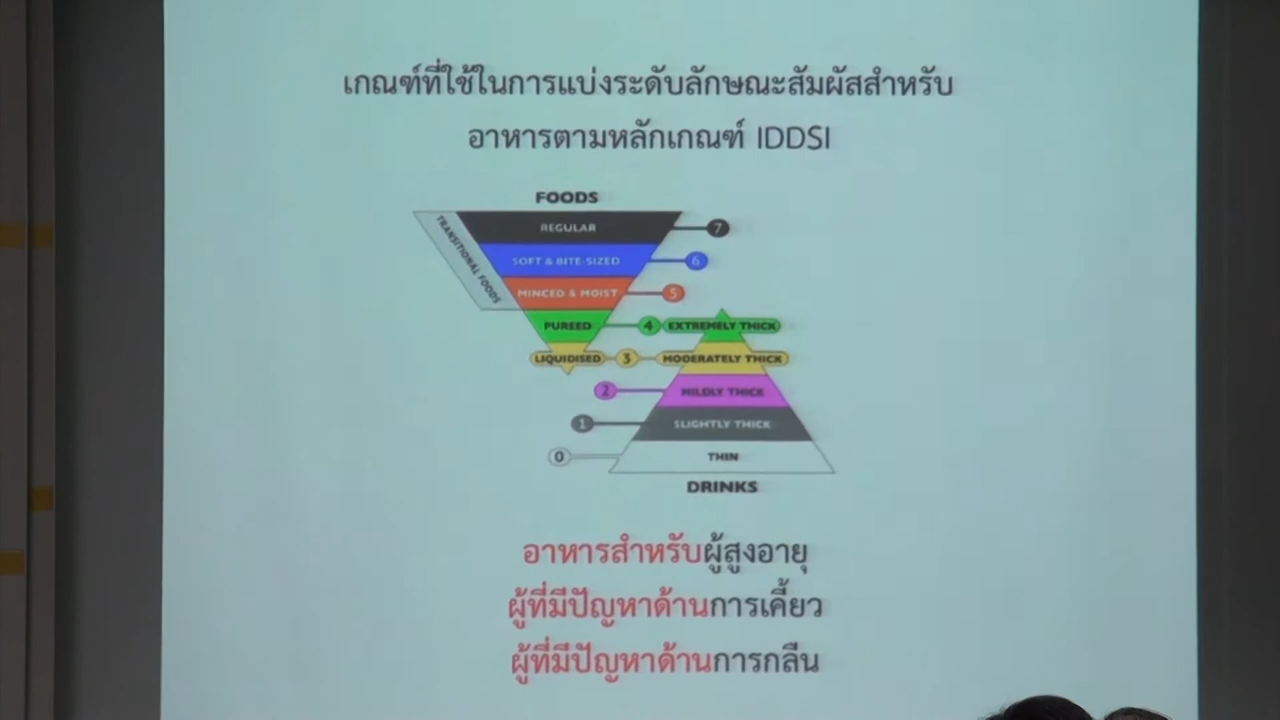 เกณฑ์ที่ใช้ในการแบ่งระดับลักษณะสัมผัสสำหรับ
อาหารตามหลักเกณฑ์ IDDSI
FOODS
TRANSITIONAL FOODS
REGULAR 7
SOFT & BITE-SIZED 6
MINCED & MOIST 5
PUREED 4 EXTREMELY THICK
LIQUIDISED 3 MODERATELY THICK
2 MILDLY THICK
1 SLIGHTLY THICK
0 THIN
DRINKS
อาหารสำหรับผู้สูงอายุ
ผู้ที่มีปัญหาด้านการเคี้ยว
ผู้ที่มีปัญหาด้านการกลืน